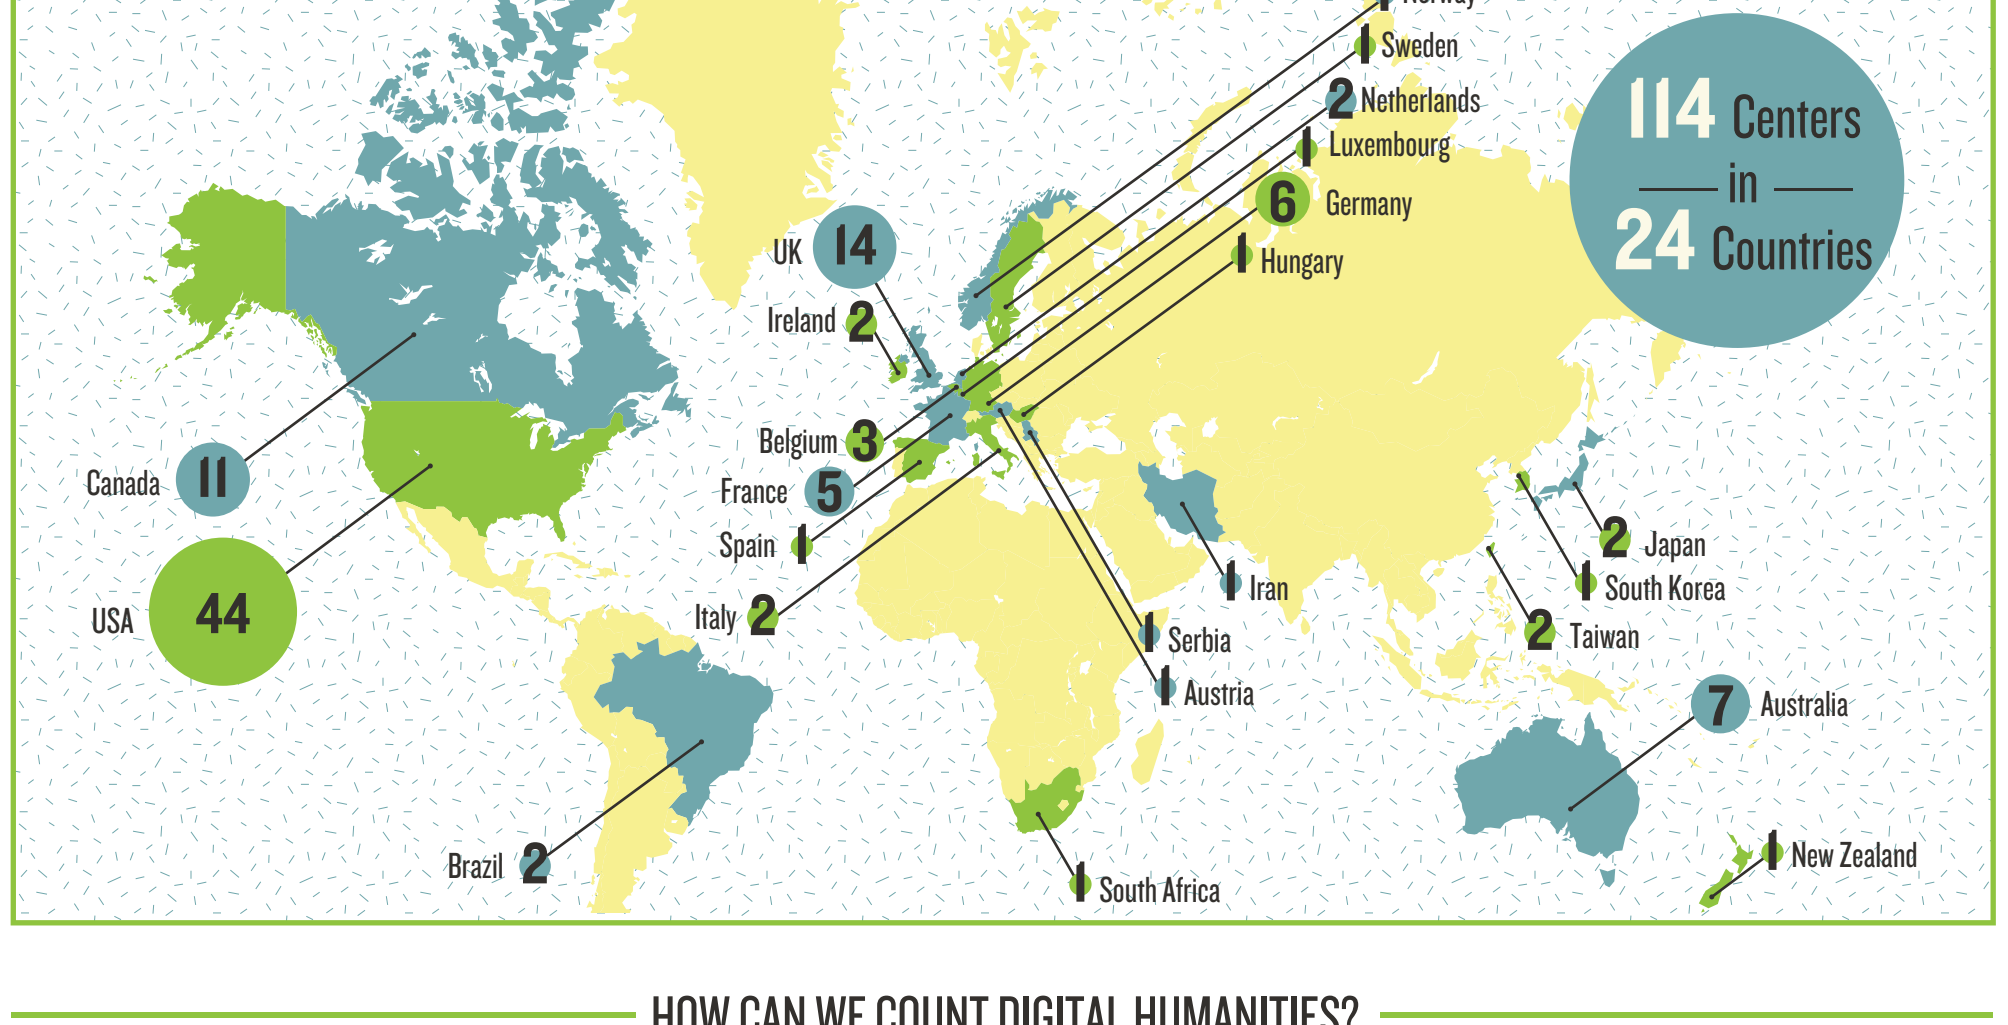 Norway
1 Sweden
2 Netherlands
1 Luxembourg
6 Germany
1 Hungary
114 Centers
in
24 Countries
UK 14
Ireland 2
Belgium 3
France 5
Spain 1
Italy 2
Canada 11
USA 44
Brazil 2
1 Iran
1 Serbia
1 Austria
1 South Africa
2 Japan
1 South Korea
2 Taiwan
7 Australia
1 New Zealand
HOW CAN WE COUNT DIGITAL HUMANITIES?